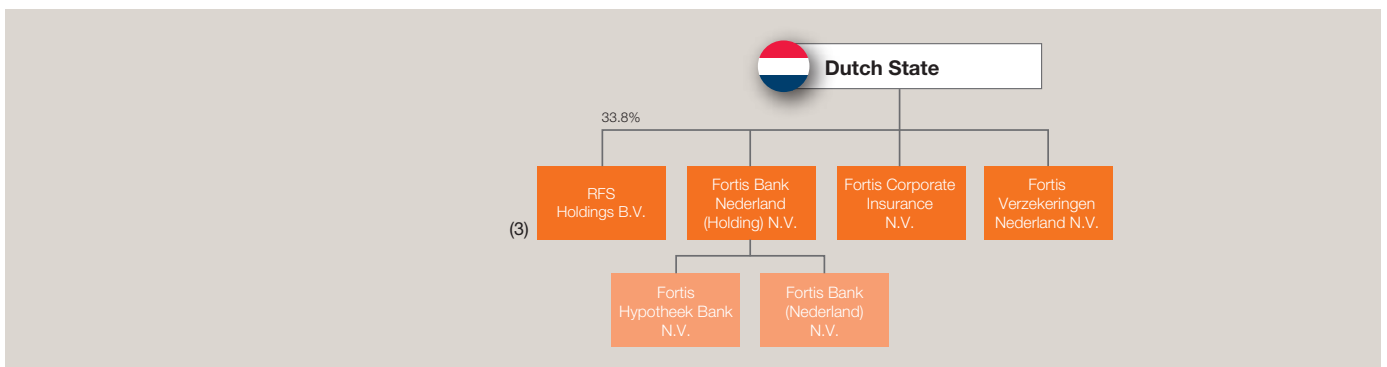 Dutch State
33.8%
RFS
Holdings B.V.
Fortis Bank
Nederland
(Holding) N.V.
Fortis Corporate
Insurance
N.V.
Fortis
Verzekeringen
Nederland N.V.
(3)
Fortis
Hypotheek Bank
N.V.
Fortis Bank
(Nederland)
N.V.